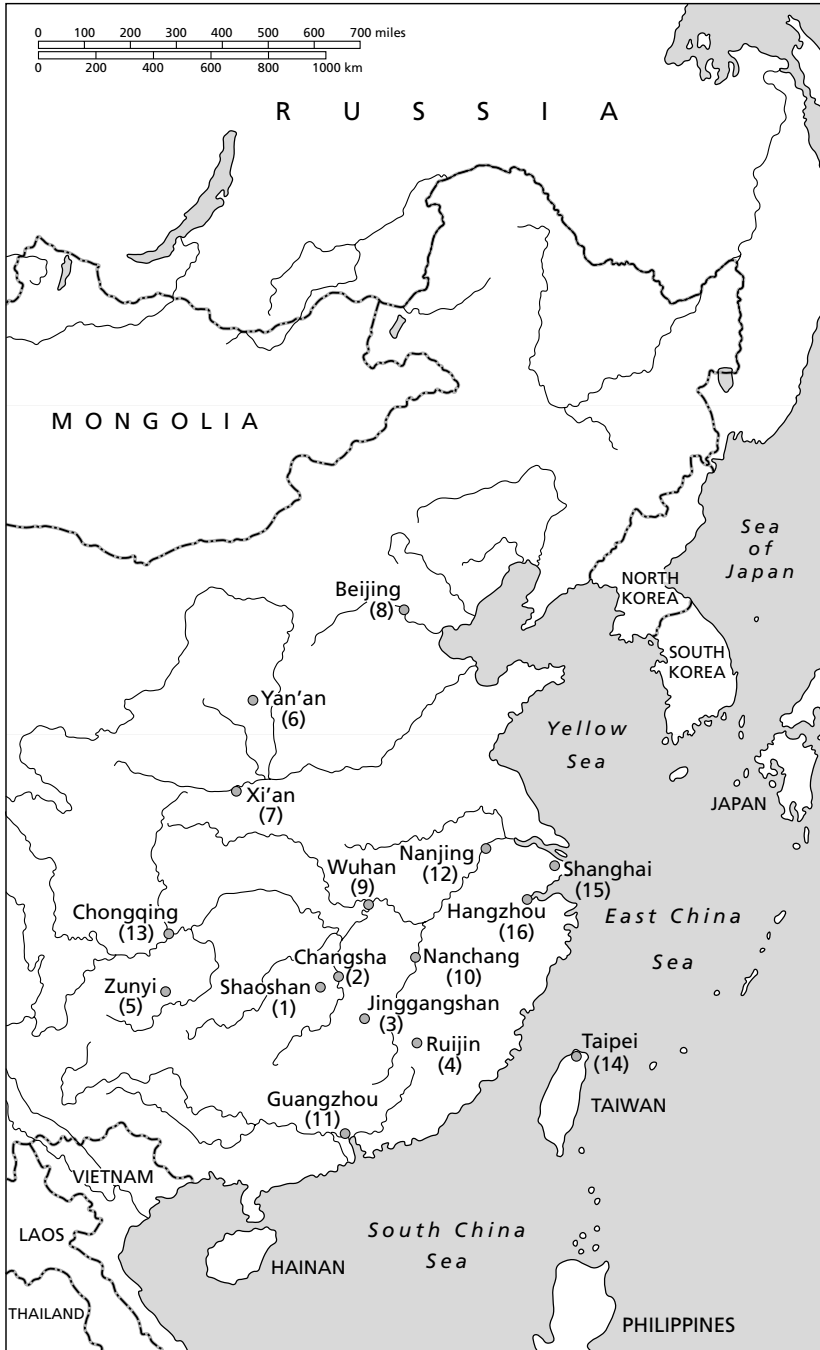 0 100 200 300 400 500 600 700 miles
0 200 400 600 800 1000 km
RUSSIA
MONGOLIA
Sea
of
Japan
Beijing
(8)
NORTH
KOREA
SOUTH
KOREA
Yan'an
(6)
Yellow
Sea
Xi'an
(7)
JAPAN
Nanjing
(12)
Wuhan
(9)
Shanghai
(15)
Hangzhou
(16)
Chongqing
(13)
East China
Sea
Changsha
(2)
Nanchang
(10)
Zunyi
(5)
Shaoshan
(1)
Jinggangshan
(3)
Ruijin
(4)
Taipei
(14)
Guangzhou
(11)
TAIWAN
VIETNAM
LAOS
South China
Sea
HAINAN
THAILAND
PHILIPPINES